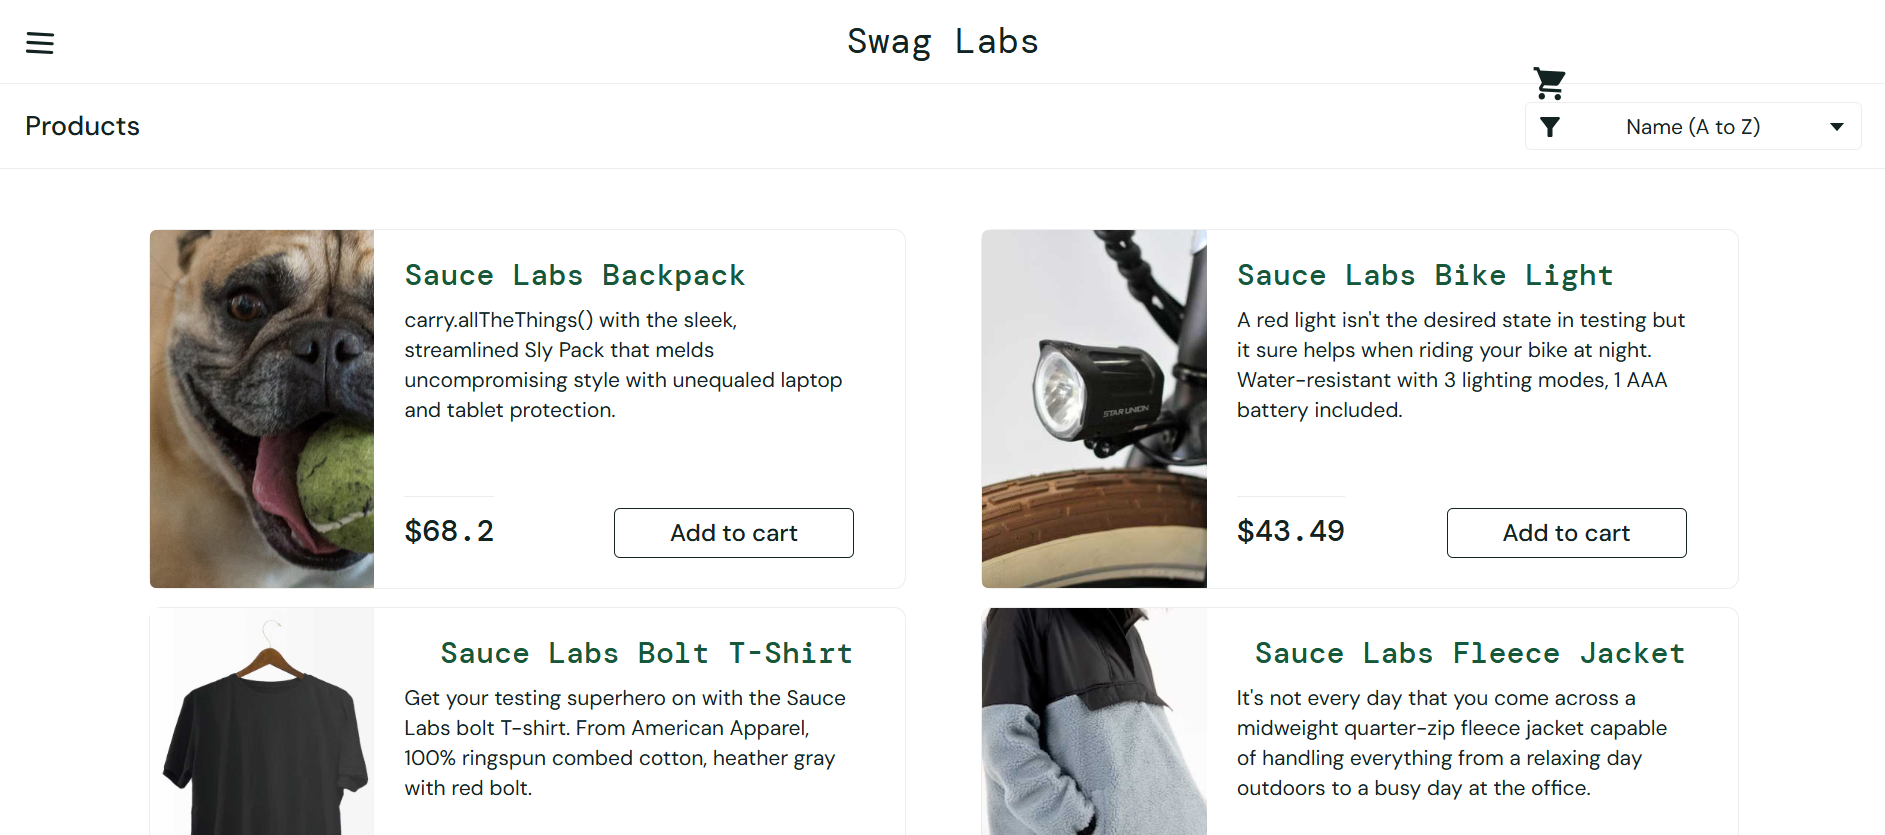 Swag Labs
Products
Name (A to Z)
Sauce Labs Backpack
carry.allTheThings() with the sleek,
streamlined Sly Pack that melds
uncompromising style with unequaled laptop
and tablet protection.
$68.2
Add to cart
Sauce Labs Bike Light
A red light isn't the desired state in testing but
it sure helps when riding your bike at night.
Water-resistant with 3 lighting modes, 1 AAA
battery included.
STAR UNION
$43.49
Add to cart
Sauce Labs Bolt T-Shirt
Get your testing superhero on with the Sauce
Labs bolt T-shirt. From American Apparel,
100% ringspun combed cotton, heather gray
with red bolt.
Sauce Labs Fleece Jacket
It's not every day that you come across a
midweight quarter-zip fleece jacket capable
of handling everything from a relaxing day
outdoors to a busy day at the office.